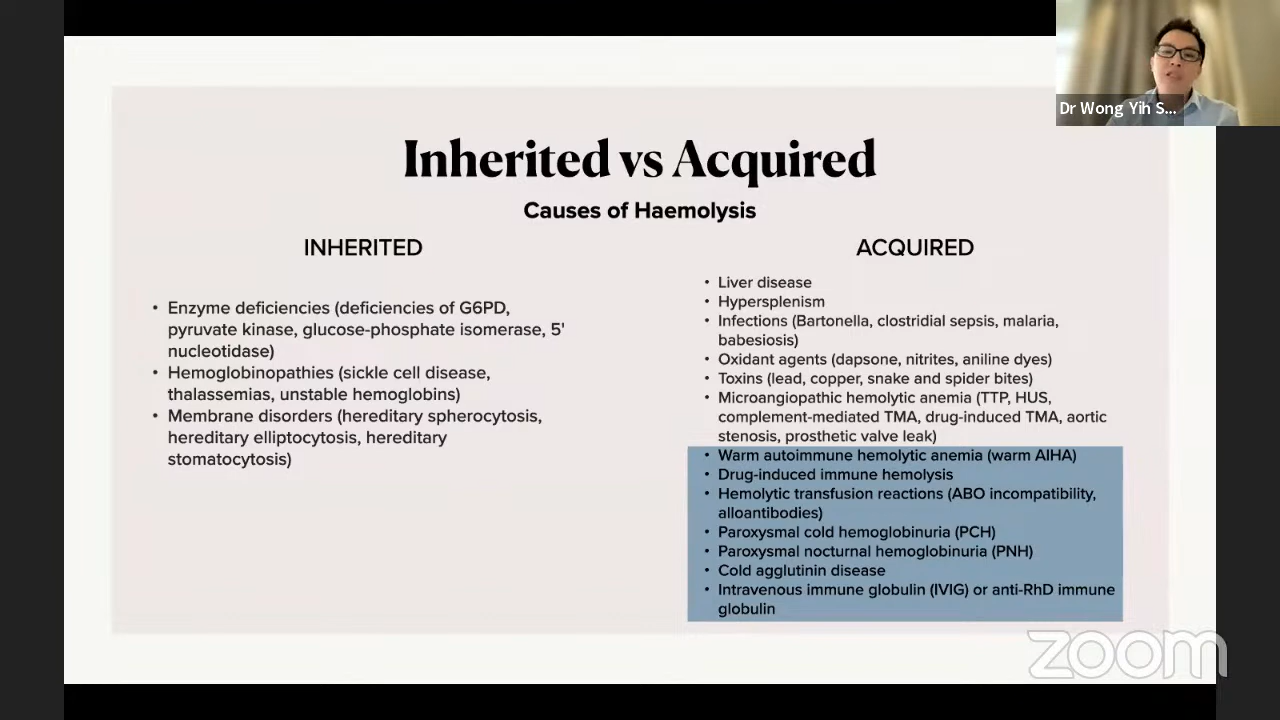 Dr Wong Yih S...
Inherited vs Acquired
Causes of Haemolysis
INHERITED
• Enzyme deficiencies (deficiencies of G6PD,
pyruvate kinase, glucose-phosphate isomerase, 5'
nucleotidase)
• Hemoglobinopathies (sickle cell disease,
thalassemias, unstable hemoglobins)
• Membrane disorders (hereditary spherocytosis,
hereditary elliptocytosis, hereditary
stomatocytosis)
ACQUIRED
• Liver disease
• Hypersplenism
• Infections (Bartonella, clostridial sepsis, malaria,
babesiosis)
• Oxidant agents (dapsone, nitrites, aniline dyes)
• Toxins (lead, copper, snake and spider bites)
• Microangiopathic hemolytic anemia (TTP, HUS,
complement-mediated TMA, drug-induced TMA, aortic
stenosis, prosthetic valve leak)
• Warm autoimmune hemolytic anemia (warm AIHA)
• Drug-induced immune hemolysis
• Hemolytic transfusion reactions (ABO incompatibility,
alloantibodies)
• Paroxysmal cold hemoglobinuria (PCH)
• Paroxysmal nocturnal hemoglobinuria (PNH)
• Cold agglutinin disease
• Intravenous immune globulin (IVIG) or anti-RhD immune
globulin
zoom